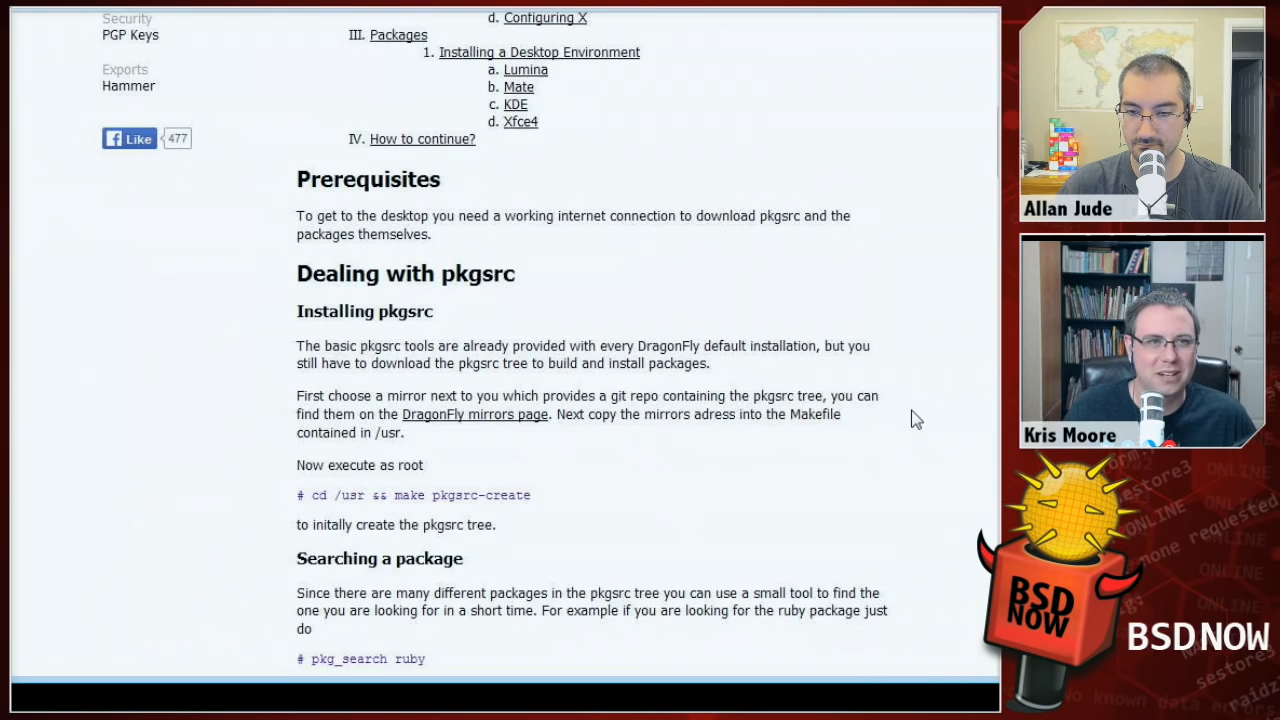 Security
PGP Keys
Exports
Hammer
Like 477
d. Configuring X
III. Packages
1. Installing a Desktop Environment
a. Lumina
b. Mate
c. KDE
d. Xfce4
IV. How to continue?
Prerequisites
To get to the desktop you need a working internet connection to download pkgsrc and the
packages themselves.
Dealing with pkgsrc
Installing pkgsrc
The basic pkgsrc tools are already provided with every DragonFly default installation, but you
still have to download the pkgsrc tree to build and install packages.
First choose a mirror next to you which provides a git repo containing the pkgsrc tree, you can
find them on the DragonFly mirrors page. Next copy the mirrors adress into the Makefile
contained in /usr.
Now execute as root
# cd /usr && make pkgsrc-create
to initally create the pkgsrc tree.
Searching a package
Since there are many different packages in the pkgsrc tree you can use a small tool to find the
one you are looking for in a short time. For example if you are looking for the ruby package just
do
# pkg_search ruby
Allan Jude
Kris Moore
BSD
NOW
BSDNOW